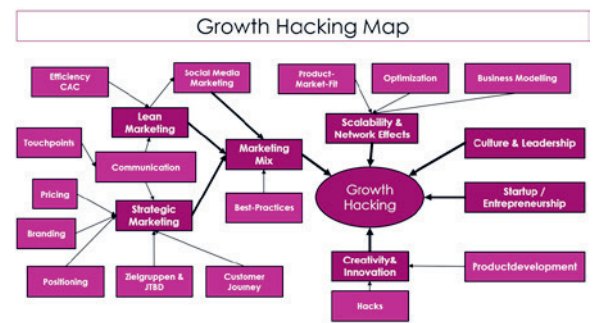 Growth Hacking Map
Efficiency
CAC
Social Media
Marketing
Product-
Market-Fit
Optimization
Business Modelling
Lean
Marketing
Scalability &
Network Effects
Touchpoints
Communication
Marketing
Mix
Culture & Leadership
Pricing
Growth
Hacking
Startup /
Entrepreneurship
Branding
Strategic
Marketing
Best-Practices
Positioning
Zielgruppen &
JTBD
Customer
Journey
Creativity&
Innovation
Productdevelopment
Hacks